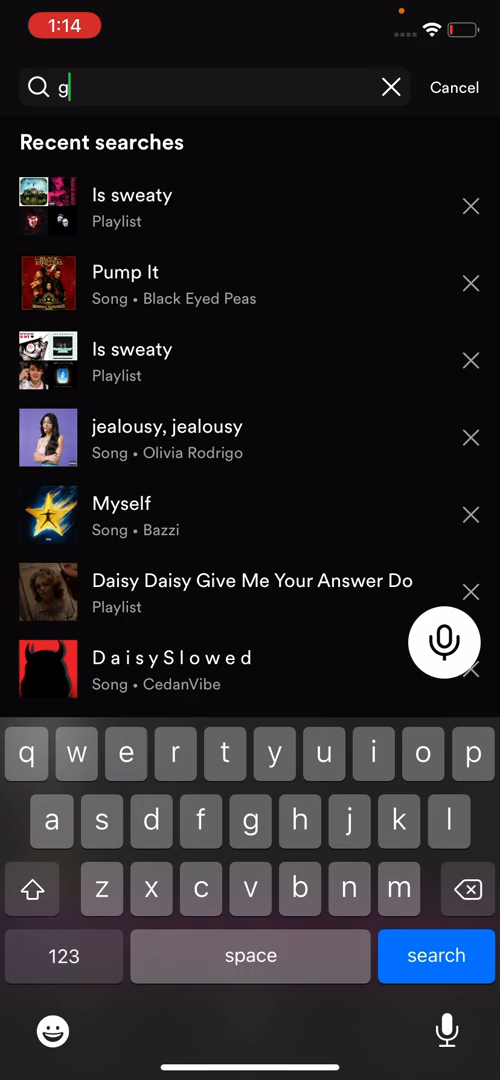 1:14
g
Cancel
Recent searches
Is sweaty
Playlist
Pump It
Song • Black Eyed Peas
Is sweaty
Playlist
jealousy, jealousy
Song • Olivia Rodrigo
Myself
Song • Bazzi
Daisy Daisy Give Me Your Answer Do
Playlist
D a i s y S l o w e d
Song • CedanVibe
q w e r t y u i o p
a s d f g h j k l
z x c v b n m
123 space search